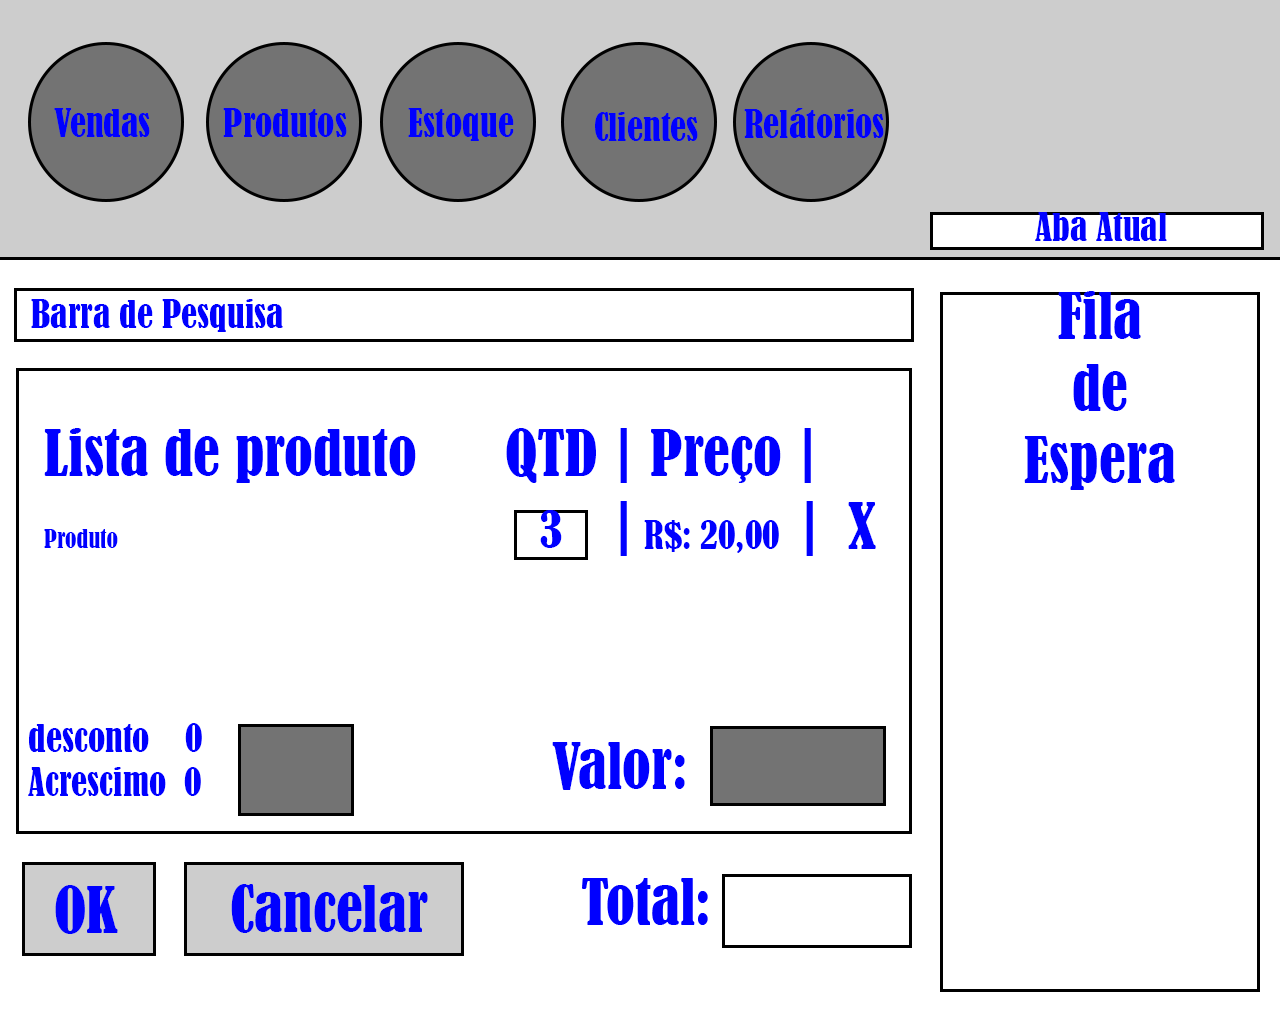 Vendas Produtos Estoque Clientes Relátorios
Aba Atual
Barra de Pesquisa
Fila
de
Espera
Lista de produto QTD | Preço |
Produto 3 | R$: 20,00 | X
desconto 0
Acrescimo 0
Valor:
OK Cancelar Total: